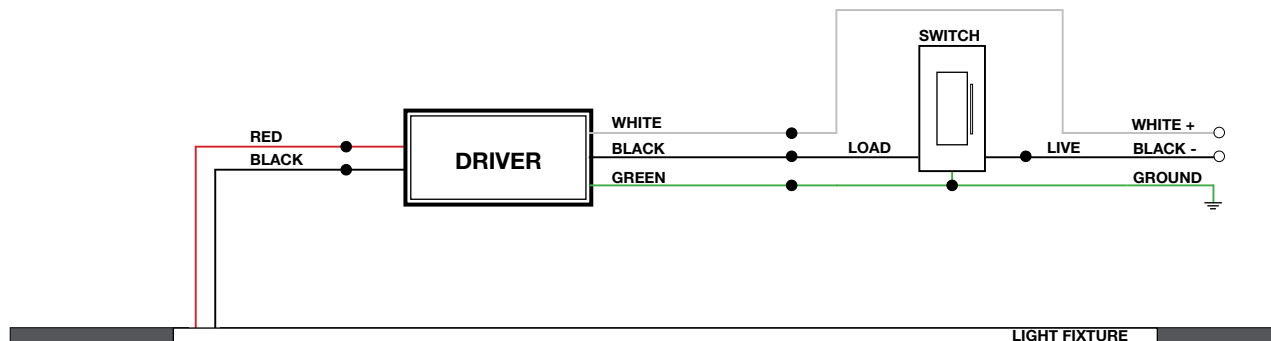 SWITCH
WHITE
WHITE +
RED
BLACK
LOAD
LIVE
BLACK -
BLACK
DRIVER
GREEN
GROUND
LIGHT FIXTURE